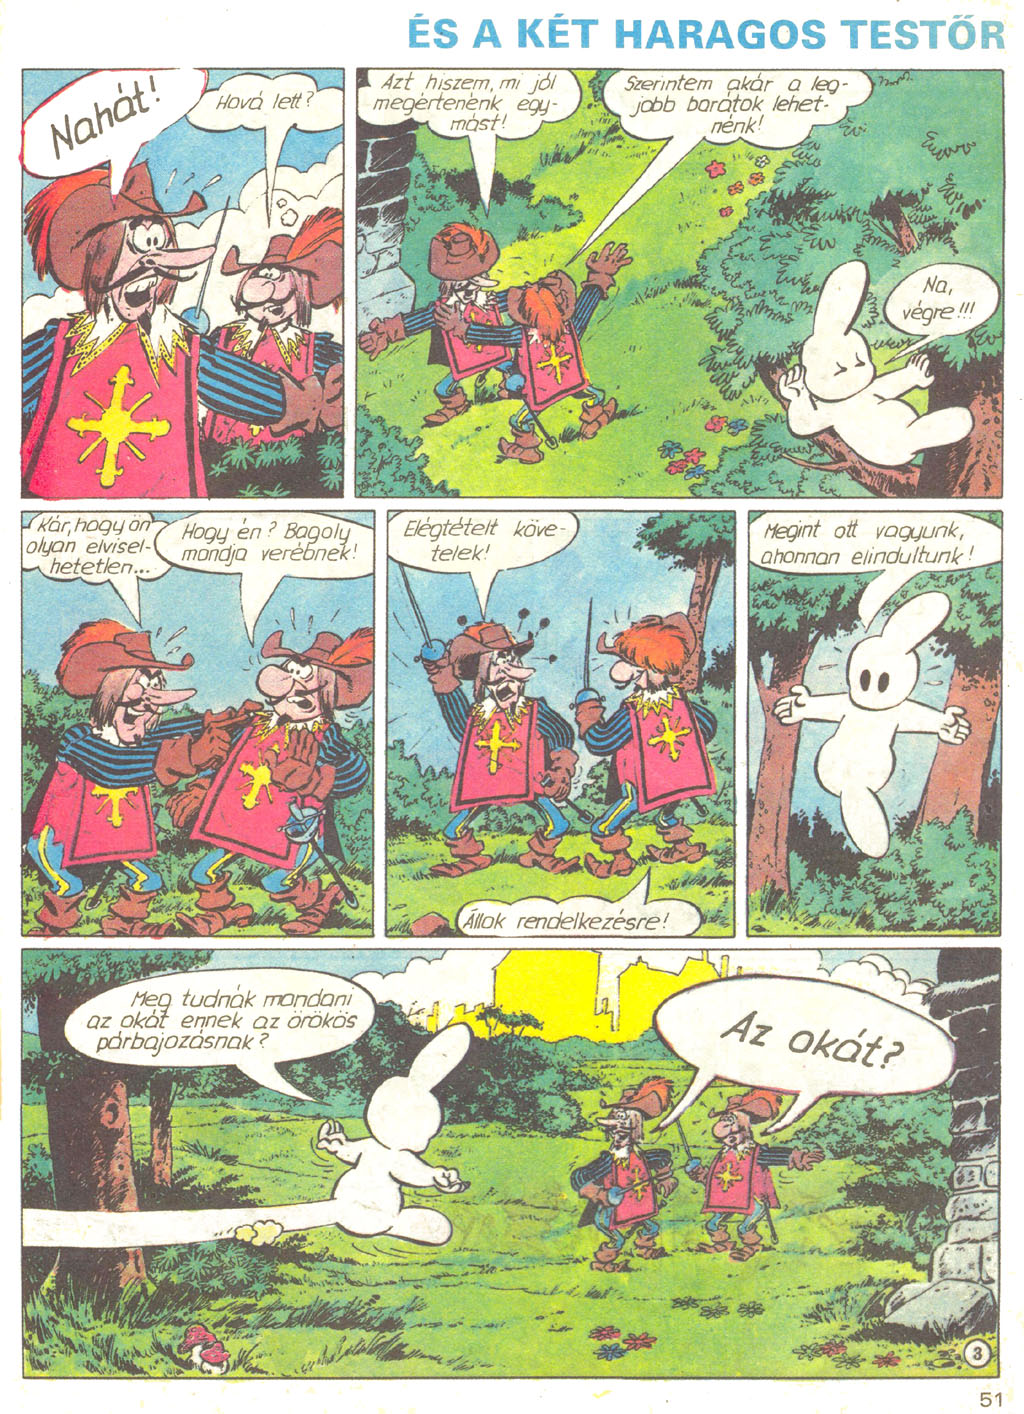 ÉS A KÉT HARAGOS TESTŐR
Nahát!
Hová lett?
Azt hiszem, mi jól
megértenénk egy-
mást!
Szerintem akár a leg-
jobb barátok lehet-
nénk!
Na,
végre!!!
Kár, hogy ön
olyan elvisel-
hetetlen...
Hogy én? Bagoly
mondja verébnek!
Elégtételt köve-
telek!
Állok rendelkezésre!
Megint ott vagyunk,
ahonnan elindultunk!
Meg tudnák mondani
az okát ennek az örökös
párbajozásnak?
Az okát?
3
51